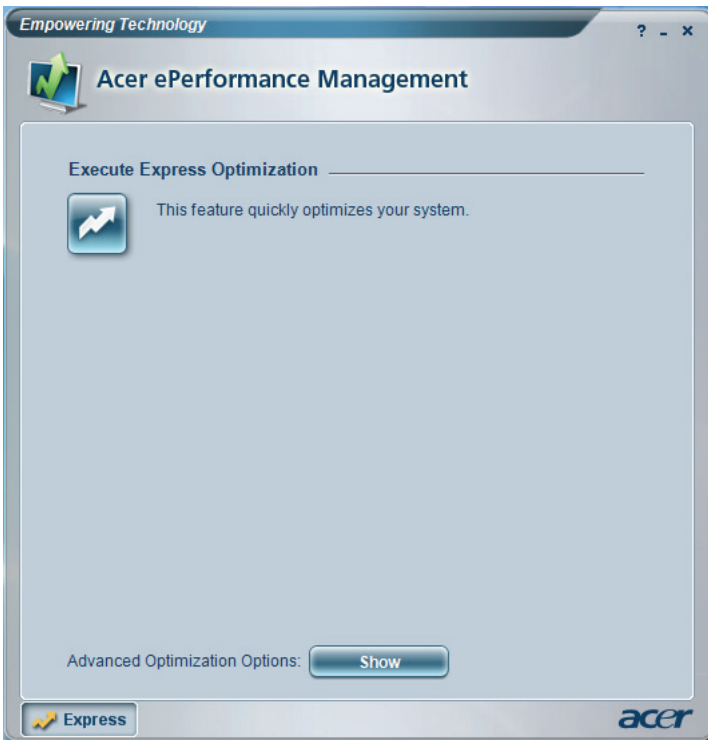 Empowering Technology
? - ×
Acer ePerformance Management
Execute Express Optimization
This feature quickly optimizes your system.
Advanced Optimization Options: Show
Express
acer